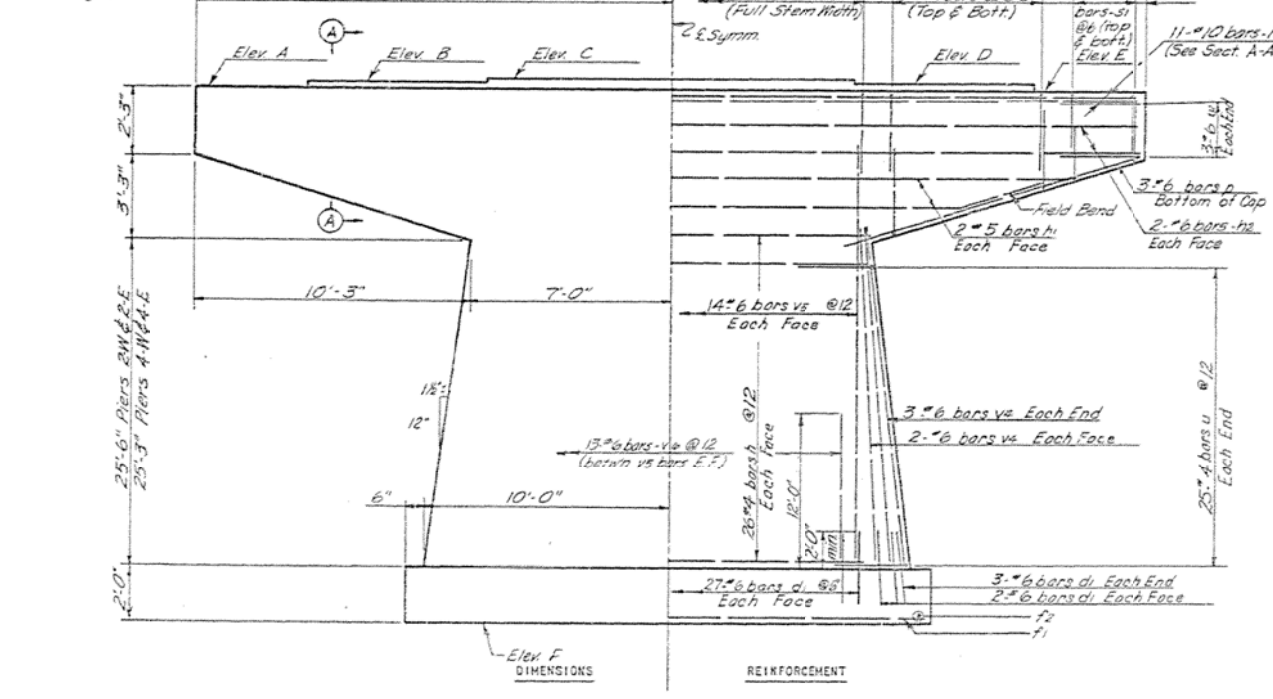 (Full Stem Width)
(Top & Bott.)
bars-s1
@6 (top
& bott.)
11-#10 bars-
(See Sect. A-A
℄ Symm.
A
Elev. A
Elev. B
Elev. C
Elev. D
Elev. E
2'-3"
3'-3"
A
3-#6 u
Each End
3-#6 bars p
Bottom of Cap
Field Bend
2 #5 bars h1
Each Face
2-#6 bars-h2
Each Face
10'-3"
7'-0"
14-#6 bars v5 @12
Each Face
25'-6" Piers 2-W & 2-E
25'-3" Piers 4-W & 4-E
1½"
12"
26-#4 bars h @12
Each Face
3-#6 bars v4 Each End
2-#6 bars v4 Each Face
25-#4 bars u @12
Each End
13-#6 bars-v6 @12
(betwn v5 bars E.F.)
12'-0"
6"
10'-0"
2'-0"
min
2'-0"
27-#6 bars d1 @6
Each Face
3-#6 bars d1 Each End
2-#6 bars d1 Each Face
f2
f1
Elev. F
DIMENSIONS
REINFORCEMENT